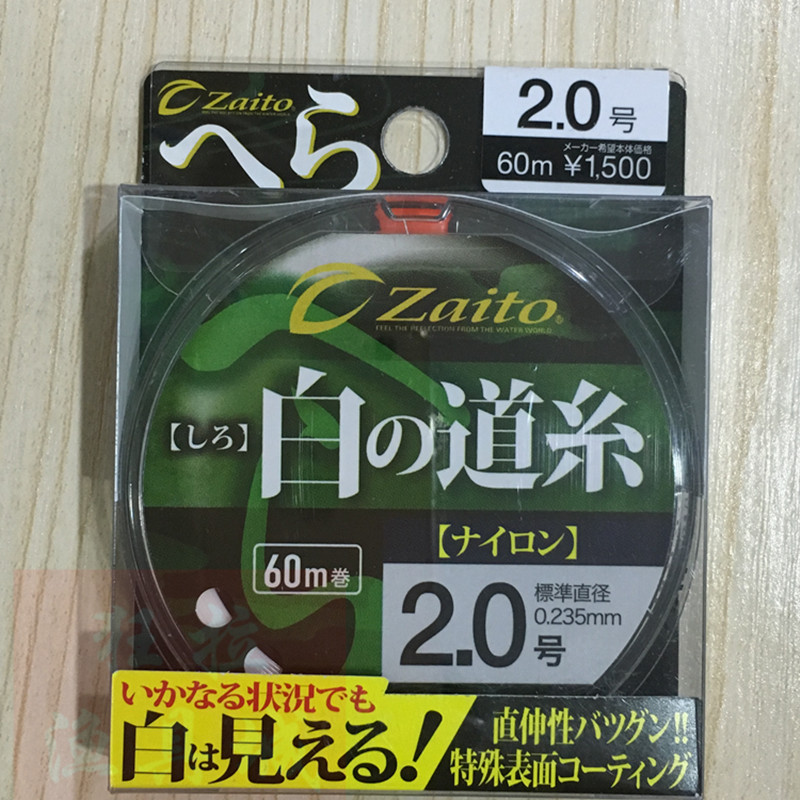 Zaito
へら
2.0号
メーカー希望本体価格
60m ¥1,500
Zaito
FEEL THE REFLECTION FROM THE WATER WORLD
【しろ】
白の道糸
【ナイロン】
60m巻
2.0号
標準直径
0.235mm
いかなる状況でも
白は見える!
直伸性バツグン!!
特殊表面コーティング